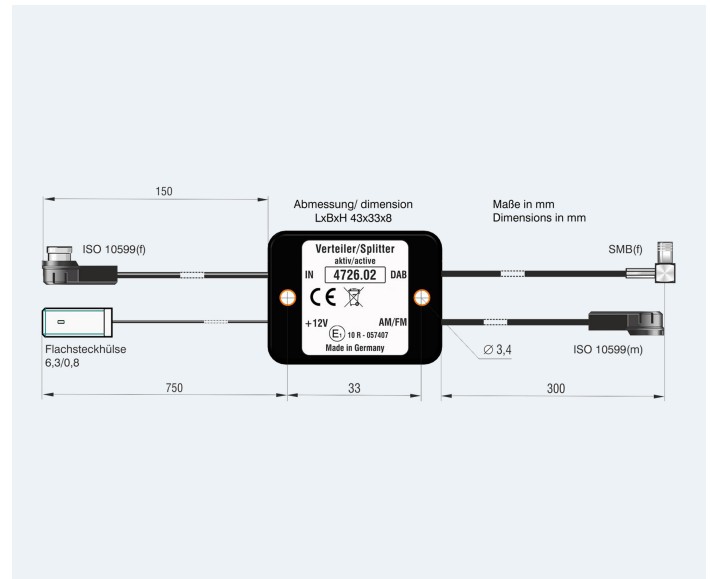 150
Abmessung/ dimension
LxBxH 43x33x8
Maße in mm
Dimensions in mm
ISO 10599(f)
SMB(f)
Verteiler/Splitter
aktiv/active
IN 4726.02 DAB
CE
+12V AM/FM
E1 10 R - 057407
Made in Germany
Flachsteckhülse
6,3/0,8
Ø 3,4
ISO 10599(m)
750
33
300